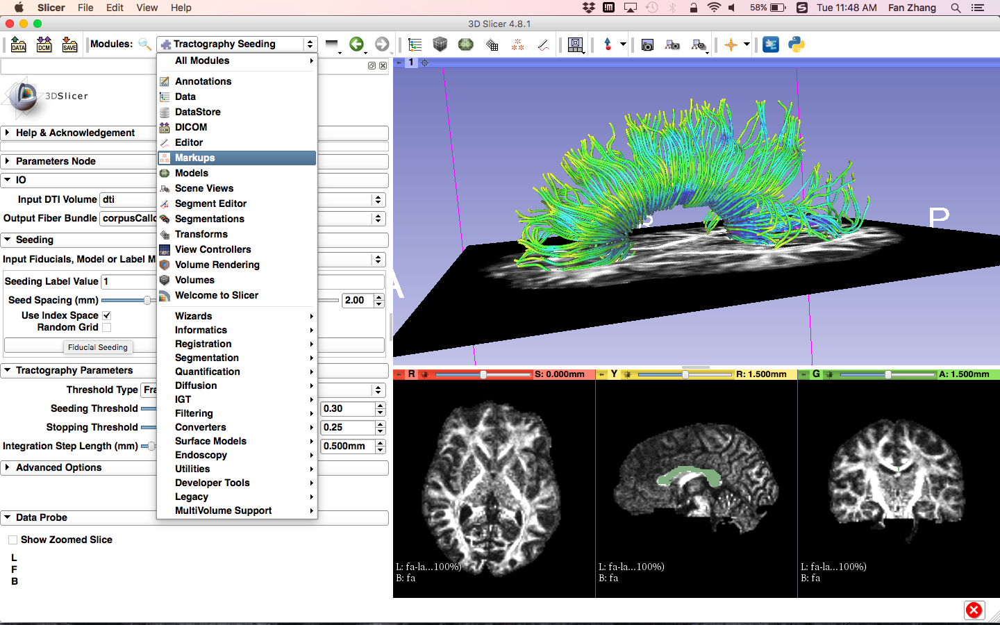 Slicer File Edit View Help 58% Tue 11:48 AM Fan Zhang
3D Slicer 4.8.1
DATA DCM SAVE Modules: Tractography Seeding
All Modules
Annotations
Data
DataStore
DICOM
Editor
Markups
Models
Scene Views
Segment Editor
Segmentations
Transforms
View Controllers
Volume Rendering
Volumes
Welcome to Slicer
Wizards
Informatics
Registration
Segmentation
Quantification
Diffusion
IGT
Filtering
Converters
Surface Models
Endoscopy
Utilities
Developer Tools
Legacy
MultiVolume Support
3DSlicer
Help & Acknowledgement
Parameters Node
IO
Input DTI Volume dti
Output Fiber Bundle corpusCallo
Seeding
Input Fiducials, Model or Label M
Seeding Label Value 1
Seed Spacing (mm) 2.00
Use Index Space
Random Grid
Fiducial Seeding
Tractography Parameters
Threshold Type Fra
Seeding Threshold 0.30
Stopping Threshold 0.25
Integration Step Length (mm) 0.500mm
Advanced Options
Data Probe
Show Zoomed Slice
L
F
B
1
R
P
A
R S: 0.000mm
Y R: 1.500mm
G A: 1.500mm
L: fa-la...100%)
B: fa
L: fa-la...100%)
B: fa
L: fa-la...100%)
B: fa